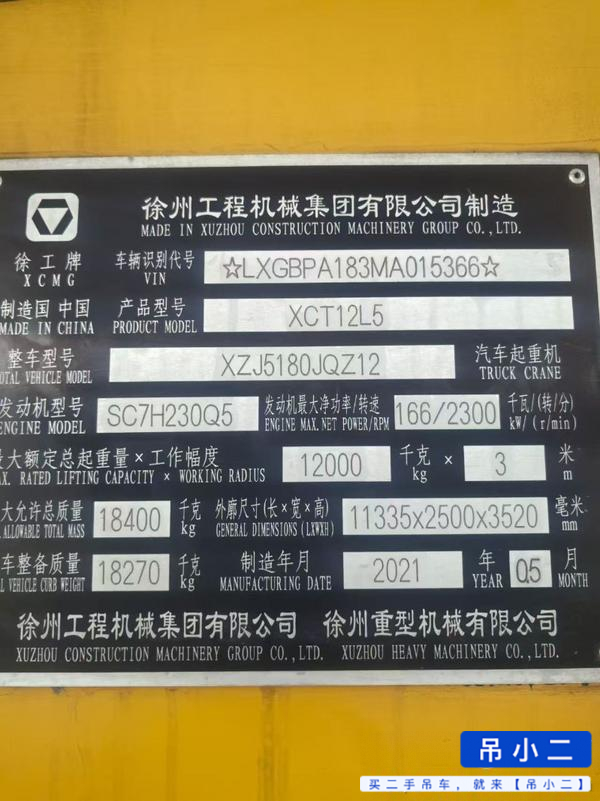 徐州工程机械集团有限公司制造
MADE IN XUZHOU CONSTRUCTION MACHINERY GROUP CO.,LTD.
徐工牌 车辆识别代号 ☆LXGBPA183MA015366☆
XCMG VIN
制造国 中国 产品型号 XCT12L5
MADE IN CHINA PRODUCT MODEL
整车型号 XZJ5180JQZ12 汽车起重机
OTAL VEHICLE MODEL TRUCK CRANE
发动机型号 SC7H230Q5 发动机最大净功率/转速 166/2300 千瓦/(转/分)
ENGINE MODEL ENGINE MAX.NET POWER/RPM kW/(r/min)
最大额定总起重量×工作幅度 12000 千克 × 3 米
AX. RATED LIFTING CAPACITY × WORKING RADIUS kg m
大允许总质量 18400 千克 外廓尺寸(长×宽×高) 11335x2500x3520 毫米
ALLOWABLE TOTAL MASS kg GENERAL DIMENSIONS (LXWXH) mm
车整备质量 18270 千克 制造年月 2021 年 05 月
VEHICLE CURB WEIGHT kg MANUFACTURING DATE YEAR MONTH
徐州工程机械集团有限公司 徐州重型机械有限公司
XUZHOU CONSTRUCTION MACHINERY GROUP CO.,LTD. XUZHOU HEAVY MACHINERY CO.,LTD.
吊小二
买二手吊车,就来【吊小二】